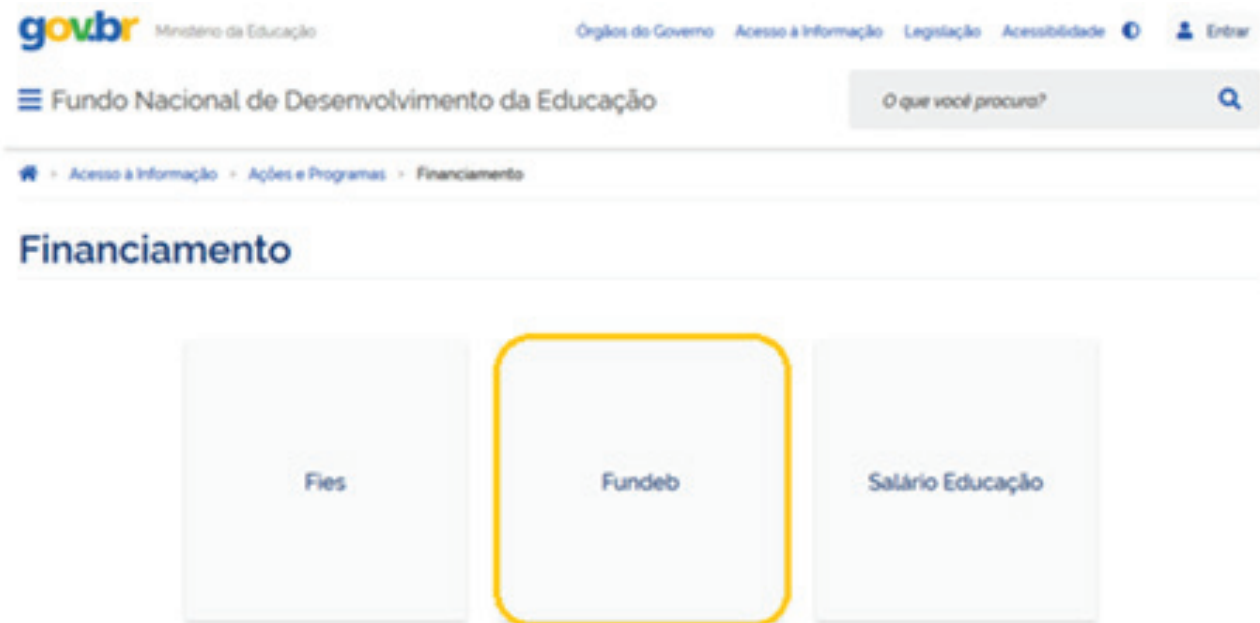 gov.br Ministério da Educação Órgãos do Governo Acesso à Informação Legislação Acessibilidade Entrar
Fundo Nacional de Desenvolvimento da Educação O que você procura?
Acesso à Informação > Ações e Programas > Financiamento
Financiamento
Fies Fundeb Salário Educação